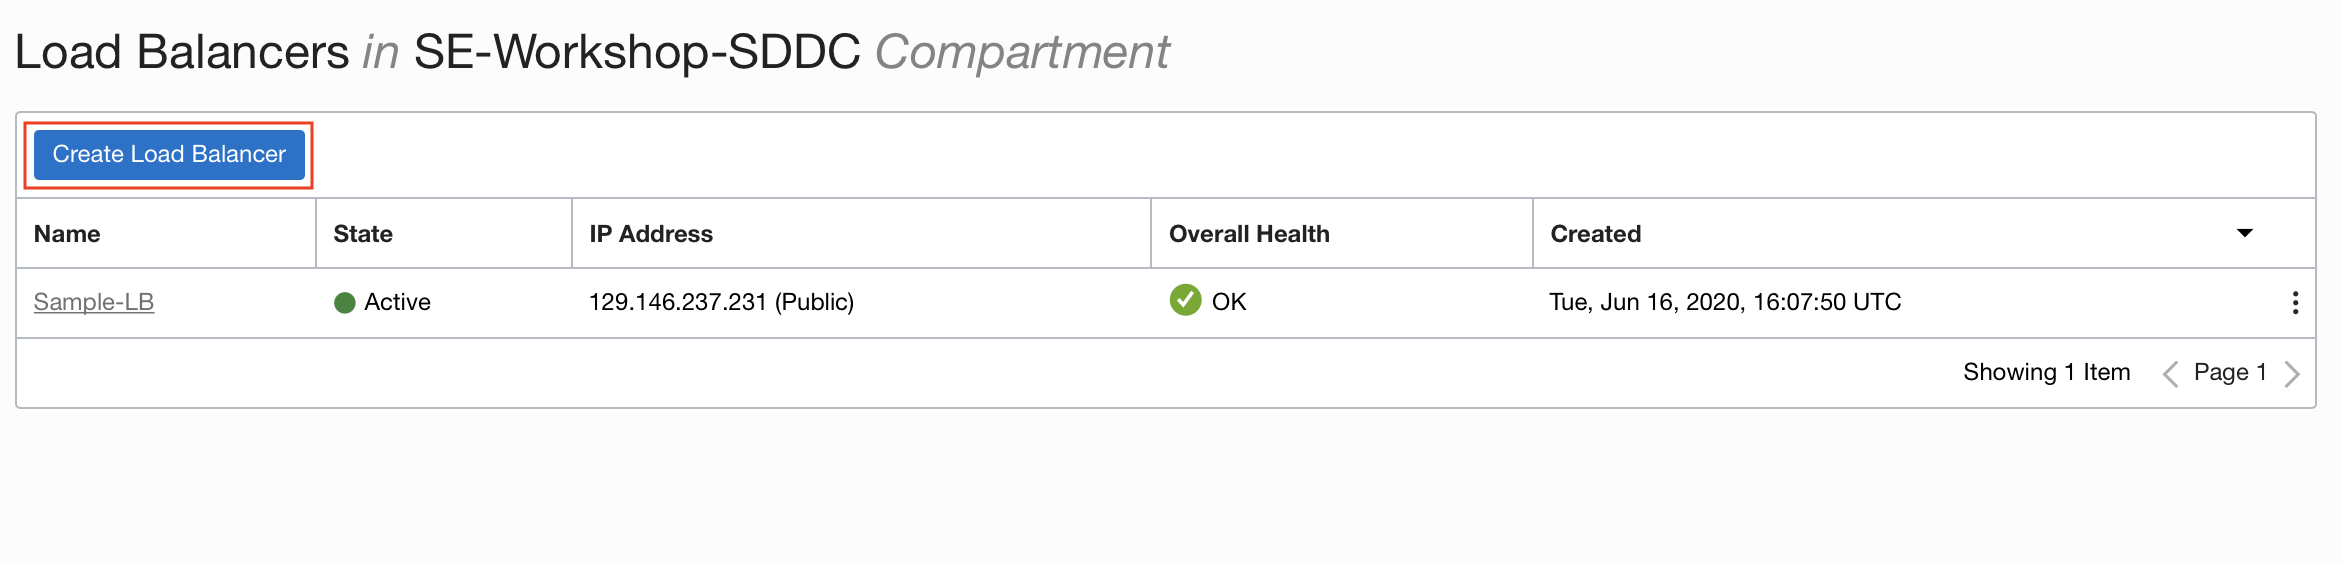 Load Balancers in SE-Workshop-SDDC Compartment
Create Load Balancer
Name State IP Address Overall Health Created
Sample-LB Active 129.146.237.231 (Public) OK Tue, Jun 16, 2020, 16:07:50 UTC
Showing 1 Item Page 1